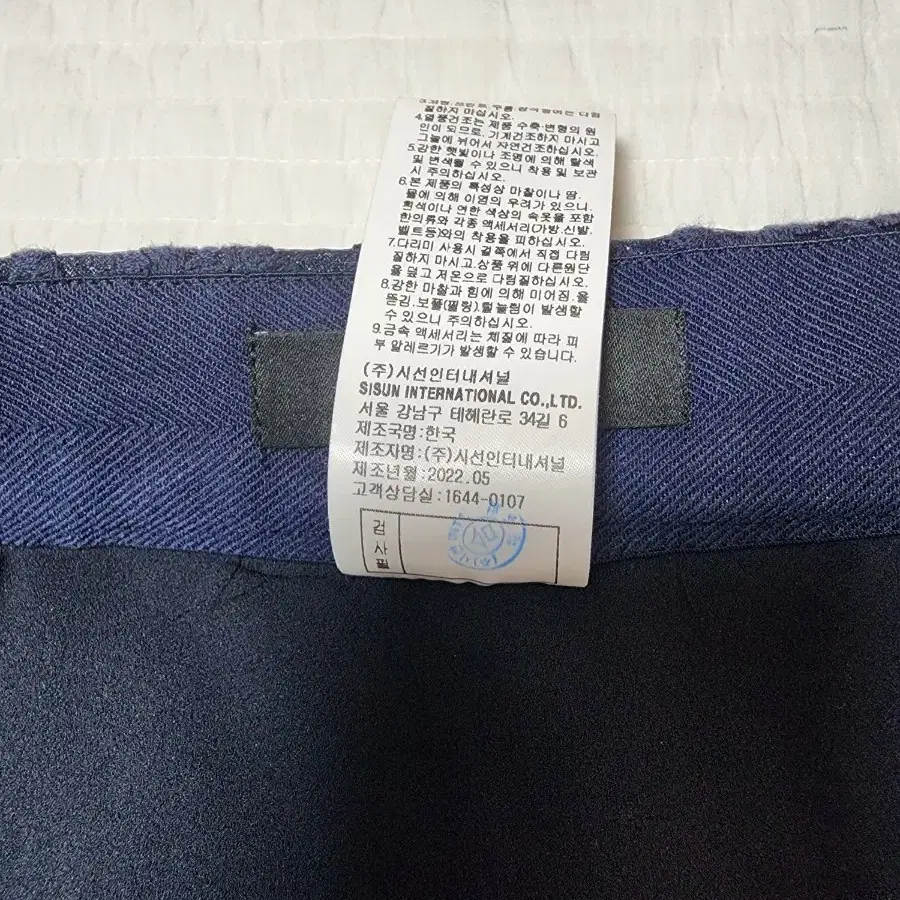 질하지 마십시오.
4.열풍건조는 제품 수축·변형의 원
인이 되므로, 기계건조하지 마시고
그늘에 뉘어서 자연건조하십시오.
5.강한 햇빛이나 조명에 의해 탈색
및 변색될 수 있으니 착용 및 보관
시 주의하십시오.
6.본 제품의 특성상 마찰이나 땀,
물에 의해 이염의 우려가 있으니,
흰색이나 연한 색상의 속옷을 포함
한의류와 각종 액세서리(가방.신발.
벨트등)와의 착용을 피하십시오.
7.다리미 사용시 겉쪽에서 직접 다림
질하지 마시고.상품 위에 다른원단
을 덮고 저온으로 다림질하십시오.
8.강한 마찰과 힘에 의해 미어짐.올
뜯김.보풀(필링).털눌림이 발생할
수 있으니 주의하십시오.
9.금속 액세서리는 체질에 따라 피
부 알레르기가 발생할 수 있습니다.
(주)시선인터내셔널
SISUN INTERNATIONAL CO.,LTD.
서울 강남구 테헤란로 34길 6
제조국명:한국
제조자명:(주)시선인터내셔널
제조년월:2022.05
고객상담실:1644-0107
검사필